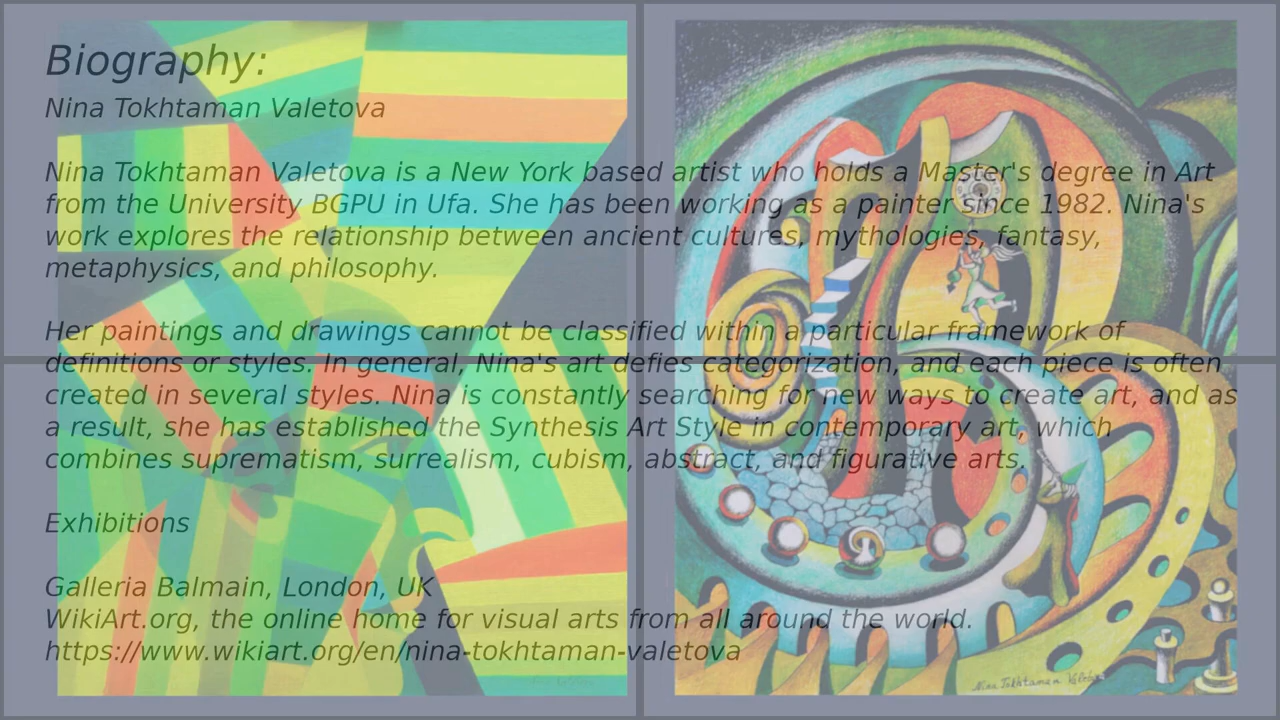 Biography:
Nina Tokhtaman Valetova
Nina Tokhtaman Valetova is a New York based artist who holds a Master's degree in Art
from the University BGPU in Ufa. She has been working as a painter since 1982. Nina's
work explores the relationship between ancient cultures, mythologies, fantasy,
metaphysics, and philosophy.
Her paintings and drawings cannot be classified within a particular framework of
definitions or styles. In general, Nina's art defies categorization, and each piece is often
created in several styles. Nina is constantly searching for new ways to create art, and as
a result, she has established the Synthesis Art Style in contemporary art, which
combines suprematism, surrealism, cubism, abstract, and figurative arts.
Exhibitions
Galleria Balmain, London, UK
WikiArt.org, the online home for visual arts from all around the world.
https://www.wikiart.org/en/nina-tokhtaman-valetova
Nina Tokhtaman Valetova